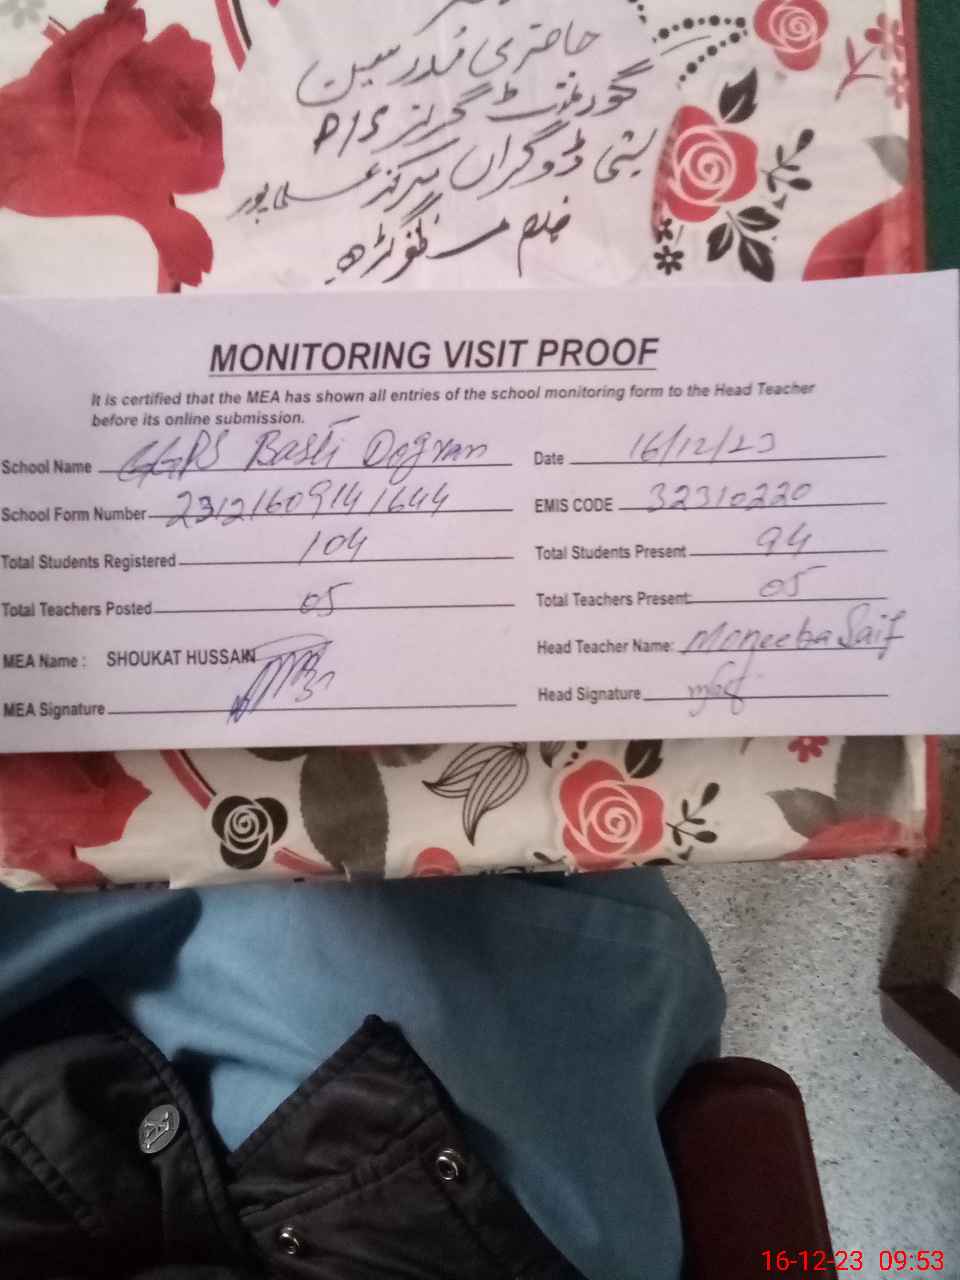 حاضری مدرسین
گورنمنٹ گرلز P/S
بستی ڈوگراں مرکز علی پور
ضلع مظفرگڑھ
MONITORING VISIT PROOF
It is certified that the MEA has shown all entries of the school monitoring form to the Head Teacher
before its online submission.
School Name GGPS Basti Dogran Date 16/12/23
School Form Number 23121609141644 EMIS CODE 32310220
Total Students Registered 104 Total Students Present 94
Total Teachers Posted 05 Total Teachers Present: 05
MEA Name : SHOUKAT HUSSAIN Head Teacher Name: Moneeba Saif
MEA Signature Head Signature
16-12-23 09:53